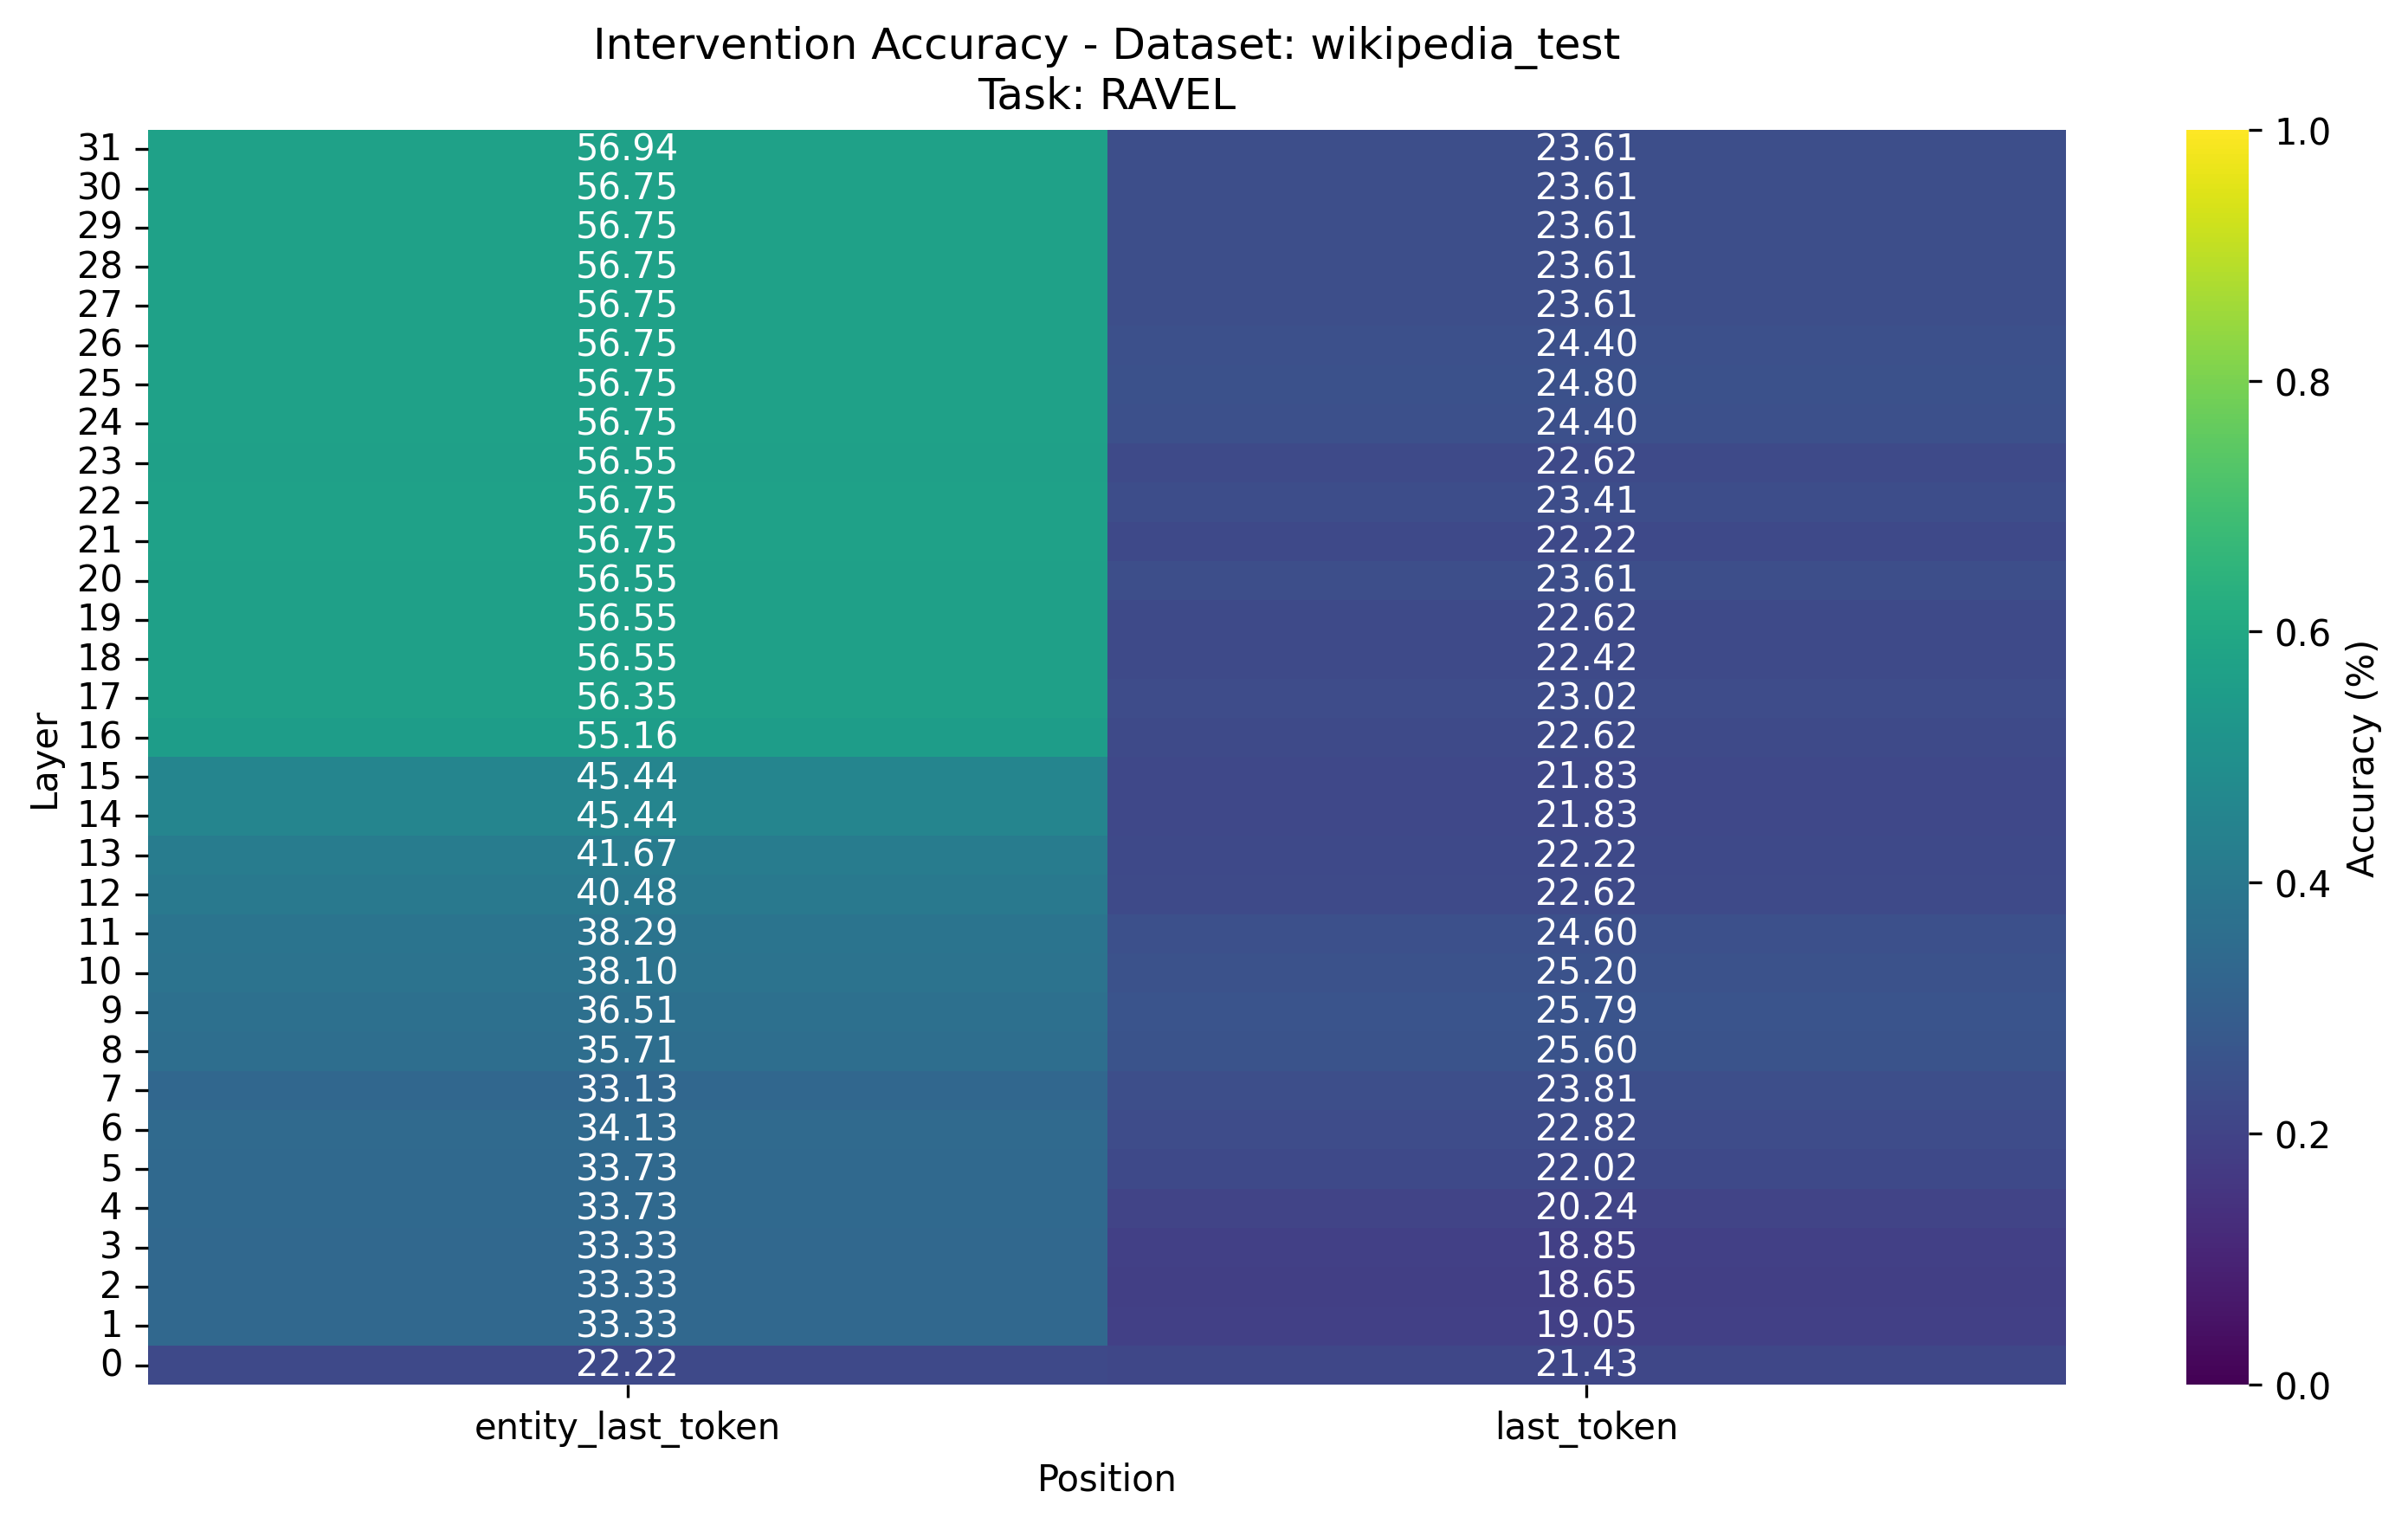 Intervention Accuracy - Dataset: wikipedia_test
Task: RAVEL
31 56.94 23.61
30 56.75 23.61
29 56.75 23.61
28 56.75 23.61
27 56.75 23.61
26 56.75 24.40
25 56.75 24.80
24 56.75 24.40
23 56.55 22.62
22 56.75 23.41
21 56.75 22.22
20 56.55 23.61
19 56.55 22.62
18 56.55 22.42
17 56.35 23.02
16 55.16 22.62
15 45.44 21.83
14 45.44 21.83
13 41.67 22.22
12 40.48 22.62
11 38.29 24.60
10 38.10 25.20
9 36.51 25.79
8 35.71 25.60
7 33.13 23.81
6 34.13 22.82
5 33.73 22.02
4 33.73 20.24
3 33.33 18.85
2 33.33 18.65
1 33.33 19.05
0 22.22 21.43
entity_last_token last_token
Position
Layer
1.0
0.8
0.6
0.4
0.2
0.0
Accuracy (%)